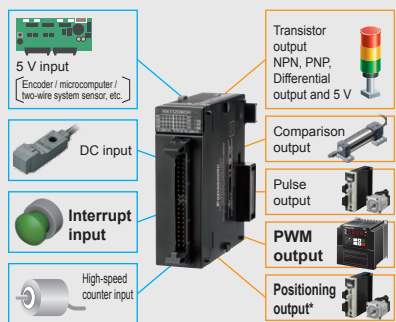 5 V input
Encoder / microcomputer /
two-wire system sensor, etc.
DC input
Interrupt
input
High-speed
counter input
Transistor
output
NPN, PNP,
Differential
output and 5 V
Comparison
output
Pulse
output
PWM
output
Positioning
output*
Panasonic